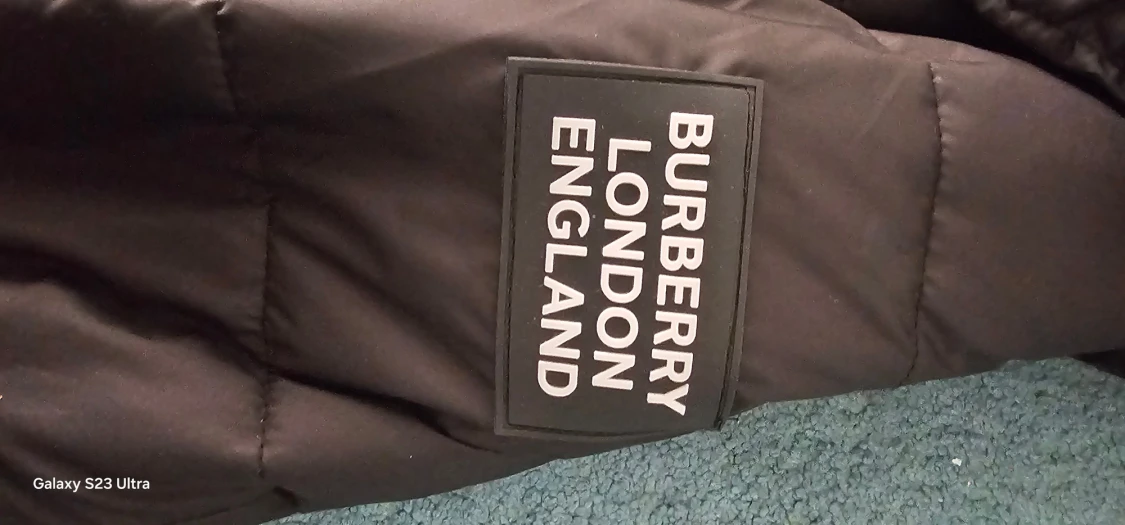 BURBERRY
LONDON
ENGLAND
Galaxy S23 Ultra